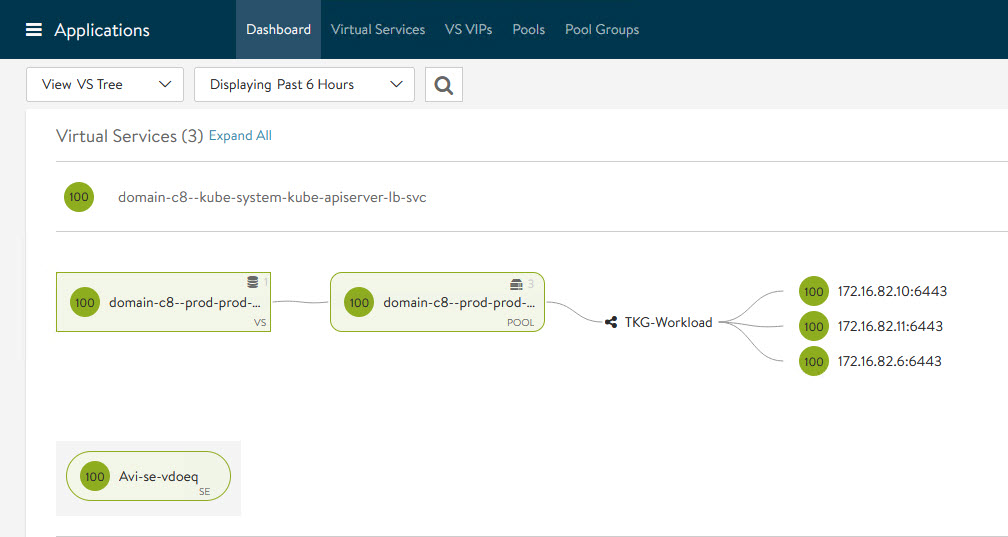 Applications
Dashboard
Virtual Services
VS VIPs
Pools
Pool Groups
View VS Tree
Displaying Past 6 Hours
Virtual Services (3) Expand All
100 domain-c8--kube-system-kube-apiserver-lb-svc
1
100 domain-c8--prod-prod-...
VS
3
100 domain-c8--prod-prod-...
POOL
TKG-Workload
100 172.16.82.10:6443
100 172.16.82.11:6443
100 172.16.82.6:6443
100 Avi-se-vdoeq
SE